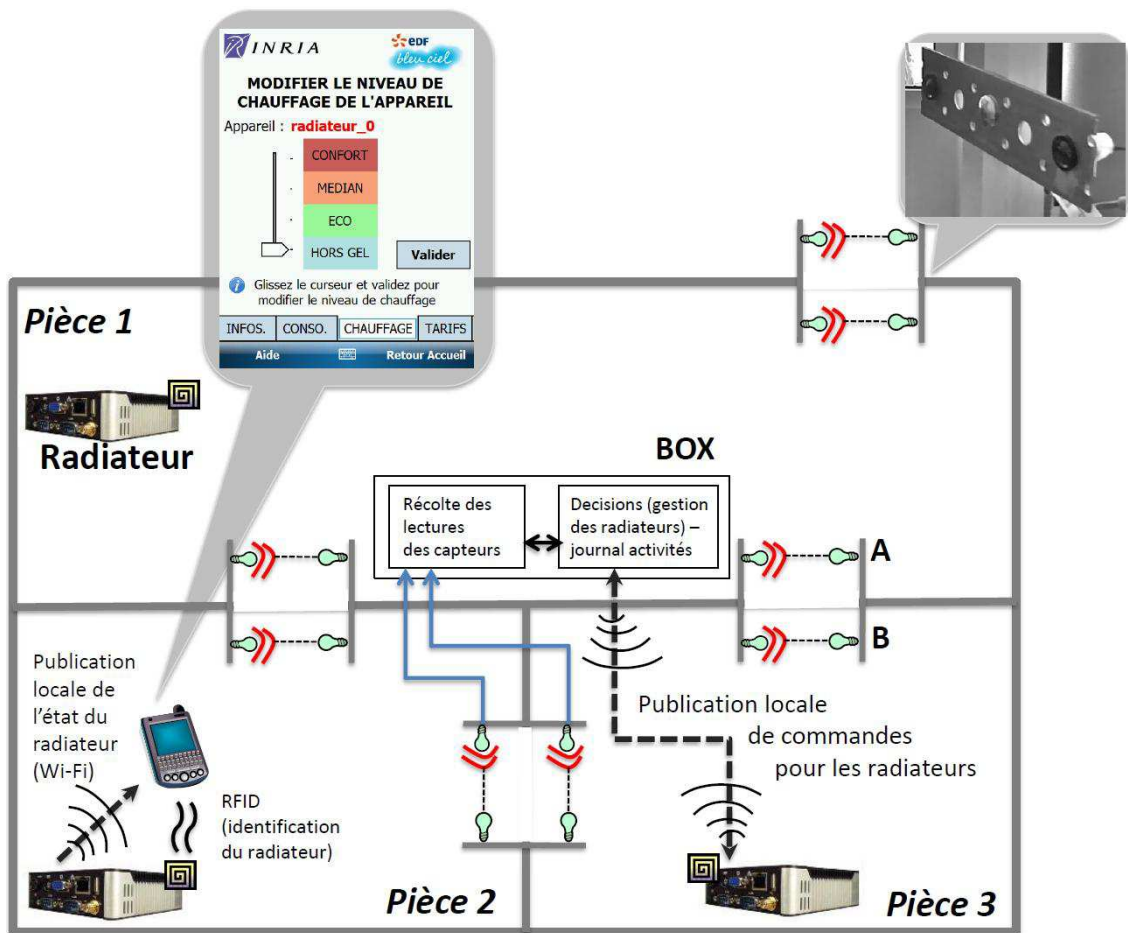 INRIA
edf
bleu ciel
MODIFIER LE NIVEAU DE
CHAUFFAGE DE L'APPAREIL
Appareil : radiateur_0
CONFORT
MEDIAN
ECO
HORS GEL
Valider
Glissez le curseur et validez pour
modifier le niveau de chauffage
INFOS. CONSO. CHAUFFAGE TARIFS
Aide Retour Accueil
Pièce 1
Radiateur
BOX
Récolte des
lectures
des capteurs
Decisions (gestion
des radiateurs) –
journal activités
A
B
Publication
locale de
l'état du
radiateur
(Wi-Fi)
RFID
(identification
du radiateur)
Publication locale
de commandes
pour les radiateurs
Pièce 2
Pièce 3